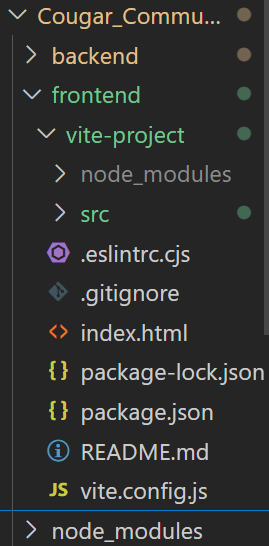 Cougar_Commu...
backend
frontend
vite-project
node_modules
src
.eslintrc.cjs
.gitignore
index.html
package-lock.json
package.json
README.md
JS vite.config.js
node_modules